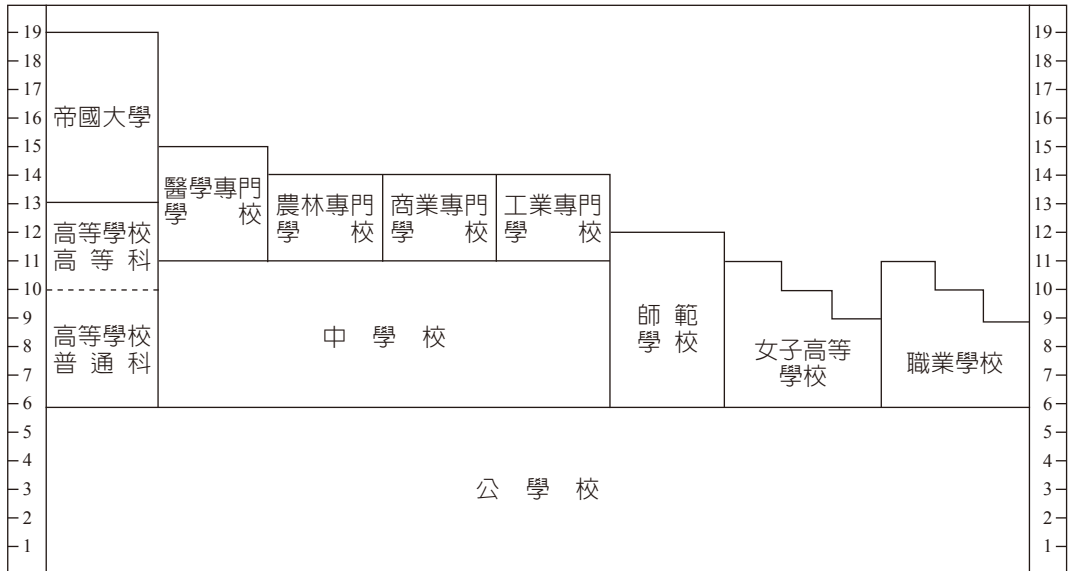 19
18
17
16
15
14
13
12
11
10
9
8
7
6
5
4
3
2
1
帝國大學
高等學校
高等科
高等學校
普通科
醫學專門
學校
農林專門
學校
商業專門
學校
工業專門
學校
中學校
師範
學校
女子高等
學校
職業學校
公學校
19
18
17
16
15
14
13
12
11
10
9
8
7
6
5
4
3
2
1